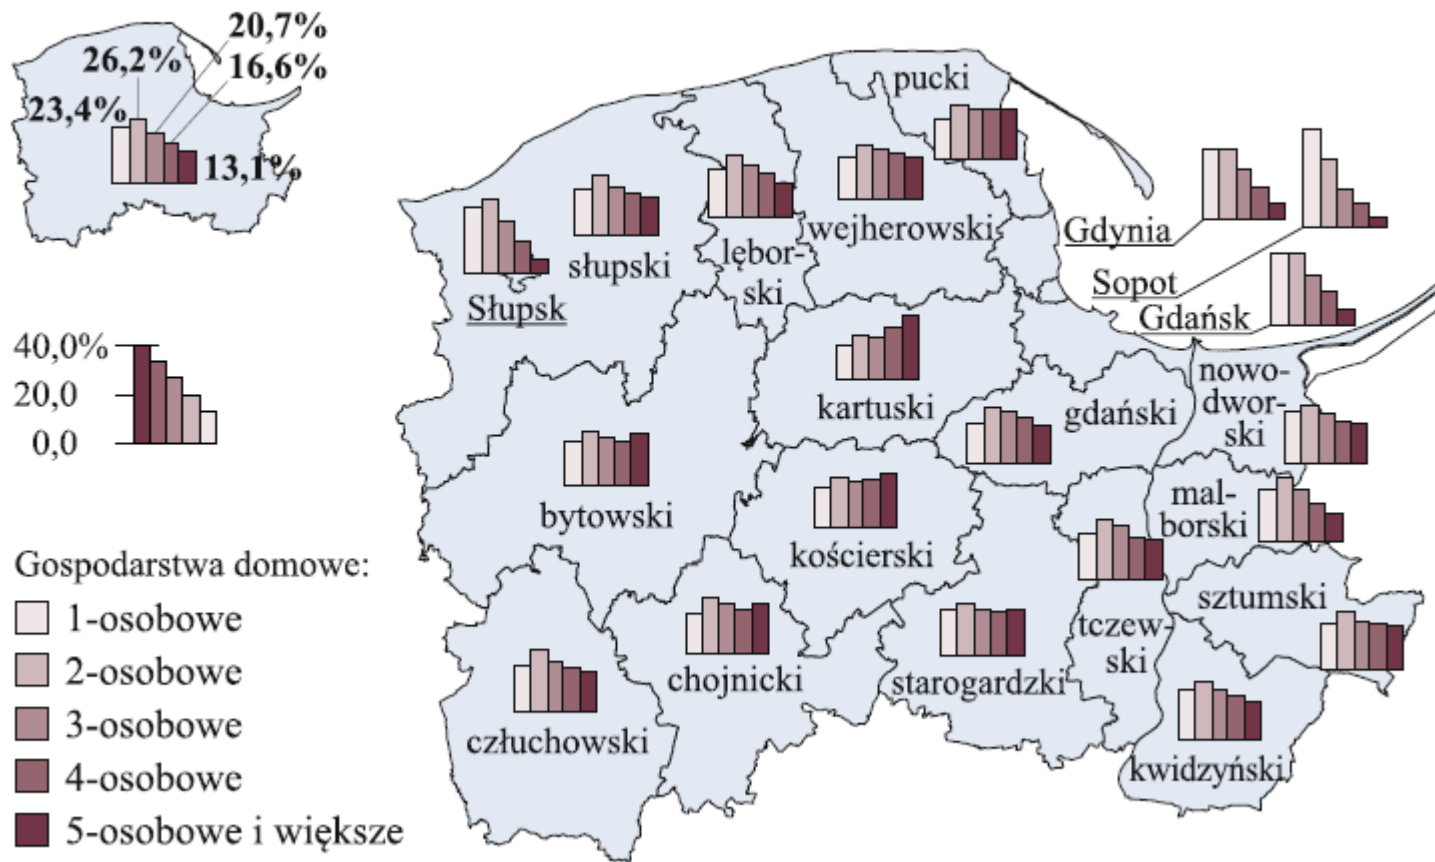 20,7%
26,2%
16,6%
23,4%
13,1%
40,0%
20,0
0,0
Gospodarstwa domowe:
1-osobowe
2-osobowe
3-osobowe
4-osobowe
5-osobowe i większe
pucki
wejherowski
słupski
lębor-
ski
Słupsk
Gdynia
Sopot
Gdańsk
kartuski
gdański
nowo-
dwor-
ski
bytowski
kościerski
mal-
borski
sztumski
tczew-
ski
chojnicki
starogardzki
człuchowski
kwidzyński